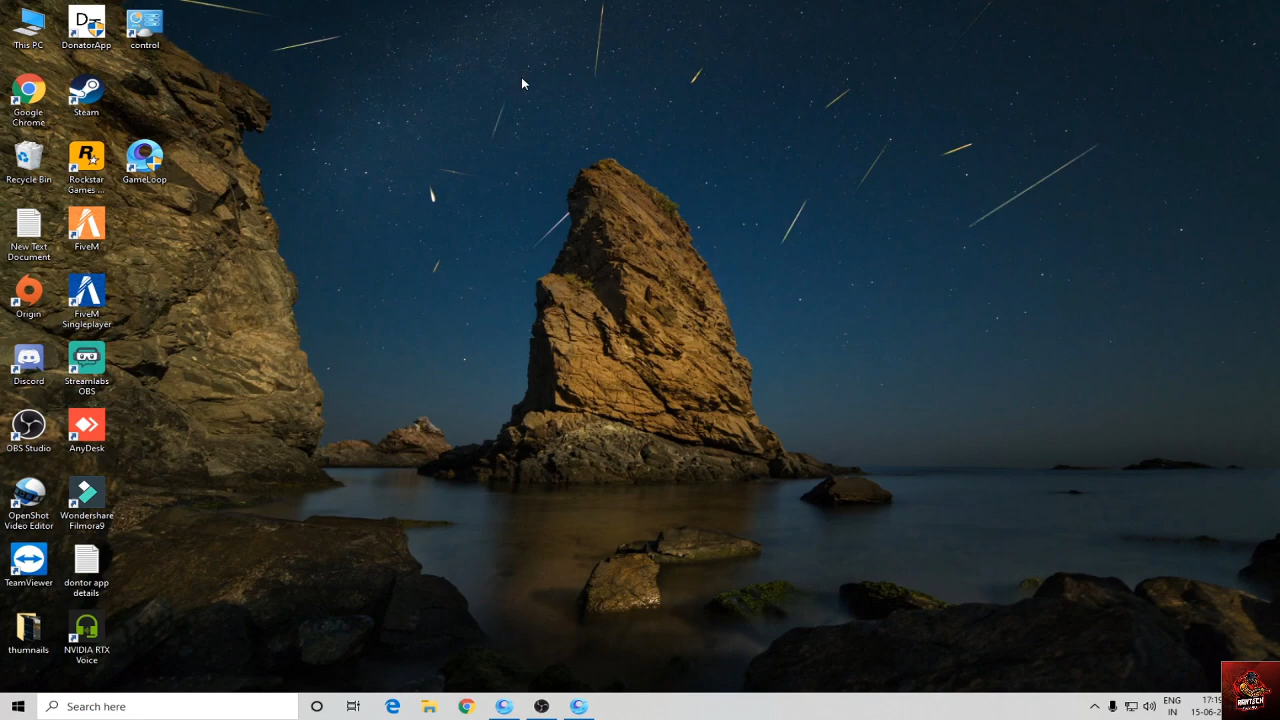 This PC
DonatorApp
control
Google
Chrome
Steam
Recycle Bin
Rockstar
Games ...
GameLoop
New Text
Document
FiveM
Origin
FiveM
Singleplayer
Discord
Streamlabs
OBS
OBS Studio
AnyDesk
OpenShot
Video Editor
Wondershare
Filmora9
TeamViewer
dontor app
details
thumnails
NVIDIA RTX
Voice
Search here
ENG
IN
17:19
15-06-2